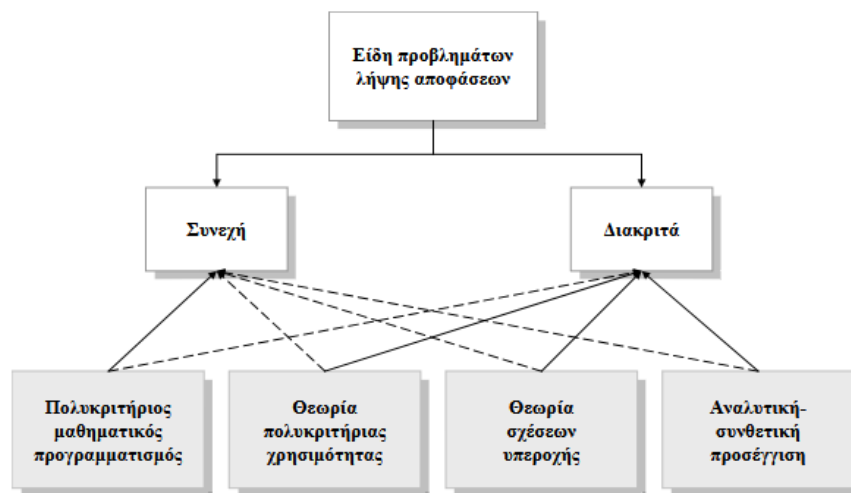 Είδη προβλημάτων
λήψης αποφάσεων
Συνεχή
Διακριτά
Πολυκριτήριος
μαθηματικός
προγραμματισμός
Θεωρία
πολυκριτήριας
χρησιμότητας
Θεωρία
σχέσεων
υπεροχής
Αναλυτική-
συνθετική
προσέγγιση